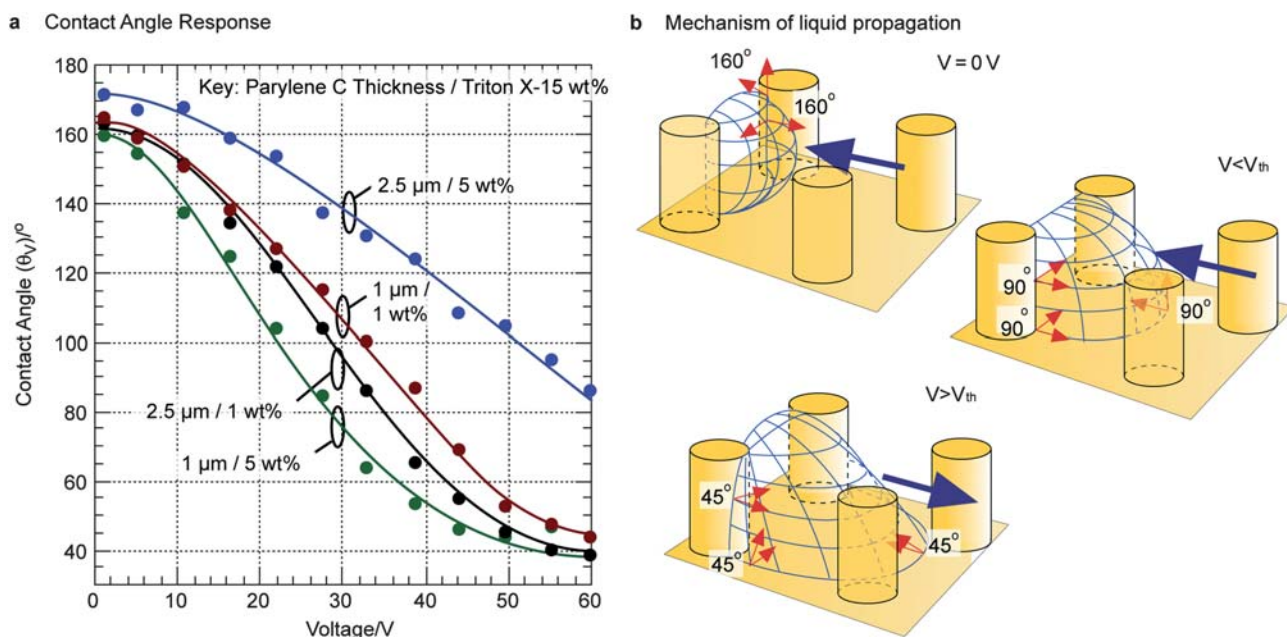 a Contact Angle Response
180
160
140
120
100
80
60
40
Contact Angle (θV)/º
Key: Parylene C Thickness / Triton X-15 wt%
2.5 µm / 5 wt%
1 µm /
1 wt%
2.5 µm / 1 wt%
1 µm / 5 wt%
0 10 20 30 40 50 60
Voltage/V
b Mechanism of liquid propagation
V = 0 V
160°
160°
V<Vth
90°
90°
90°
V>Vth
45°
45°
45°